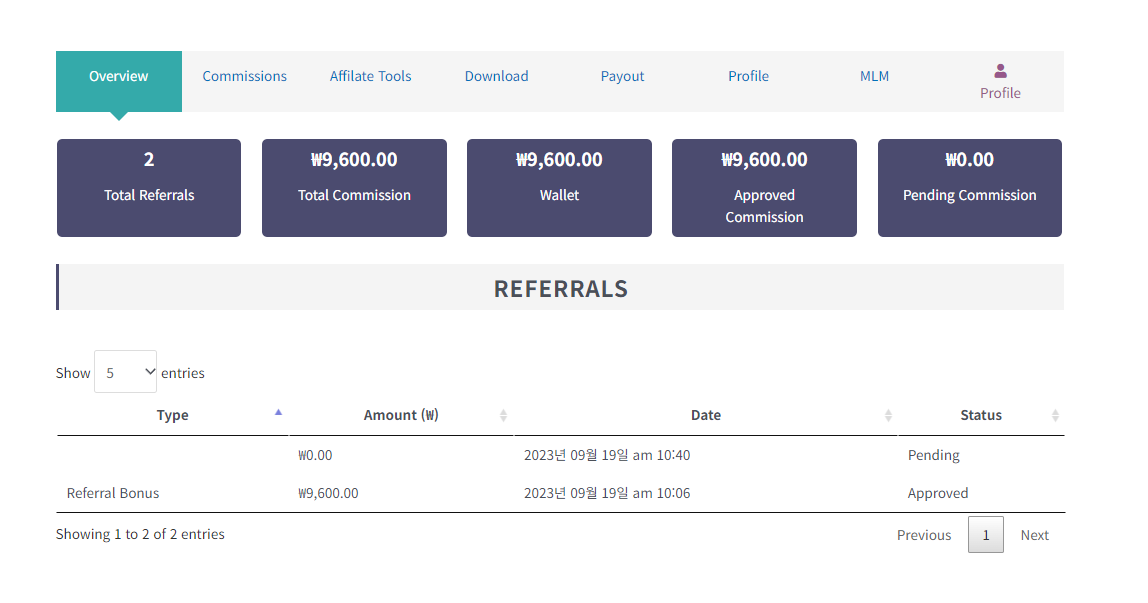 Overview Commissions Affilate Tools Download Payout Profile MLM Profile
2 ₩9,600.00 ₩9,600.00 ₩9,600.00 ₩0.00
Total Referrals Total Commission Wallet Approved Commission Pending Commission
REFERRALS
Show 5 entries
Type Amount (₩) Date Status
₩0.00 2023년 09월 19일 am 10:40 Pending
Referral Bonus ₩9,600.00 2023년 09월 19일 am 10:06 Approved
Showing 1 to 2 of 2 entries Previous 1 Next